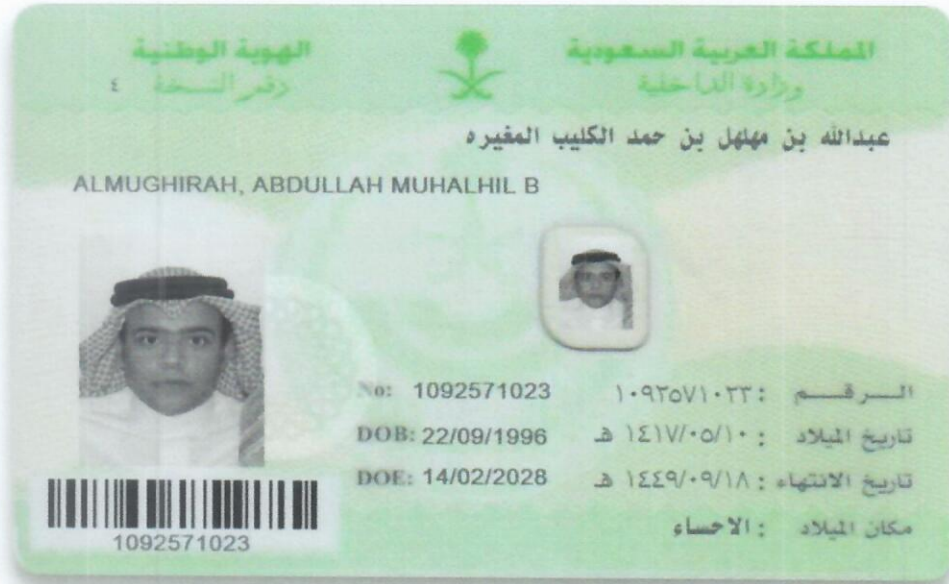 المملكة العربية السعودية
وزارة الداخلية
الهوية الوطنية
رقم النسخة ٤
عبدالله بن مهلهل بن حمد الكليب المغيره
ALMUGHIRAH, ABDULLAH MUHALHIL B
No: 1092571023
الـرقــم : ١٠٩٢٥٧١٠٢٣
DOB: 22/09/1996
تاريخ الميلاد : ١٤١٧/٠٥/١٠ هـ
DOE: 14/02/2028
تاريخ الانتهاء : ١٤٤٩/٠٩/١٨ هـ
مكان الميلاد : الاحساء
1092571023